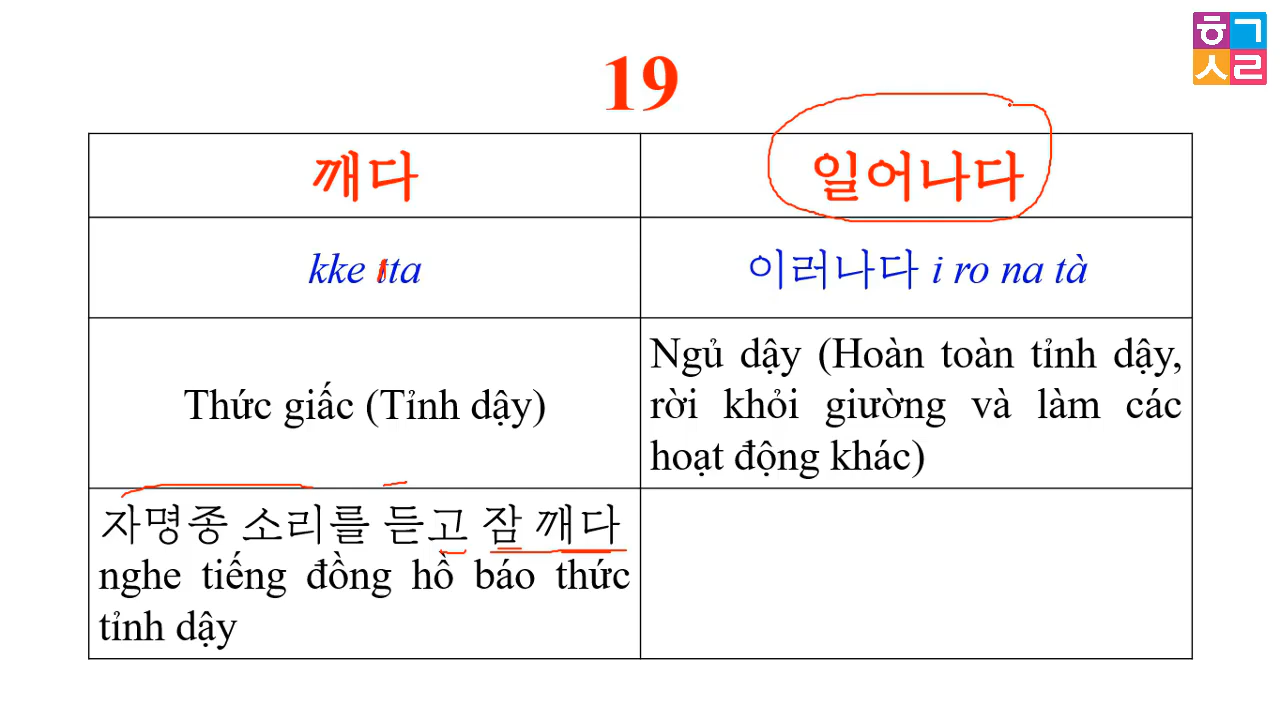 ㅎㄱ
ㅅㄹ
19
깨다
일어나다
kke tta
이러나다 i ro na tà
Thức giấc (Tỉnh dậy)
Ngủ dậy (Hoàn toàn tỉnh dậy,
rời khỏi giường và làm các
hoạt động khác)
자명종 소리를 듣고 잠 깨다
nghe tiếng đồng hồ báo thức
tỉnh dậy